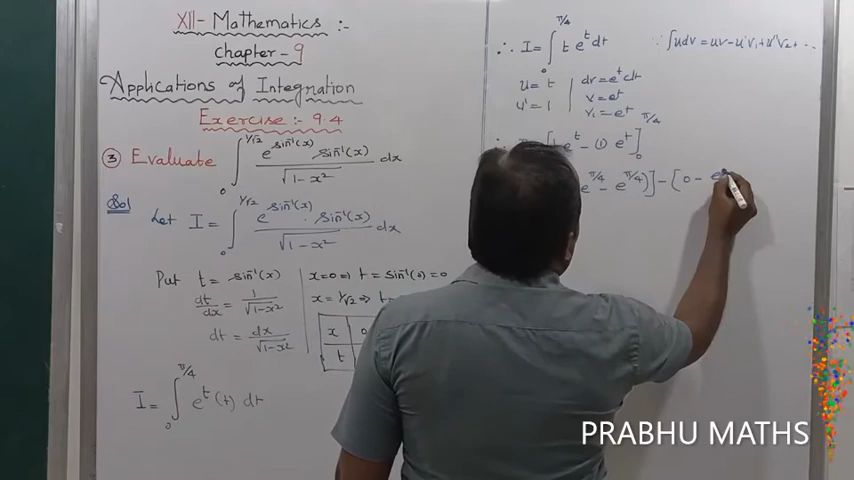 XII- Mathematics :-
chapter - 9
Applications of Integration
Exercise :- 9.4
③ Evaluate ∫₀^{1/√2} e^{sin⁻¹(x)} sin⁻¹(x) / √(1-x²) dx
Sol Let I = ∫₀^{1/√2} e^{sin⁻¹(x)} . sin⁻¹(x) / √(1-x²) dx
Put t = sin⁻¹(x)
dt/dx = 1/√(1-x²)
dt = dx/√(1-x²)
x=0 ⇒ t = sin⁻¹(0) = 0
x = 1/√2 ⇒ t =
x 0
t
I = ∫₀^{π/4} e^t (t) dt
∴ I = ∫₀^{π/4} t e^t dt ∵ ∫udv = uv - u'v₁ + u''v₂ + ...
u = t
u' = 1
dv = e^t dt
v = e^t
v₁ = e^t
e^t - (1) e^t]₀^{π/4}
e^{π/4} - e^{π/4})] - [0 - e
PRABHU MATHS